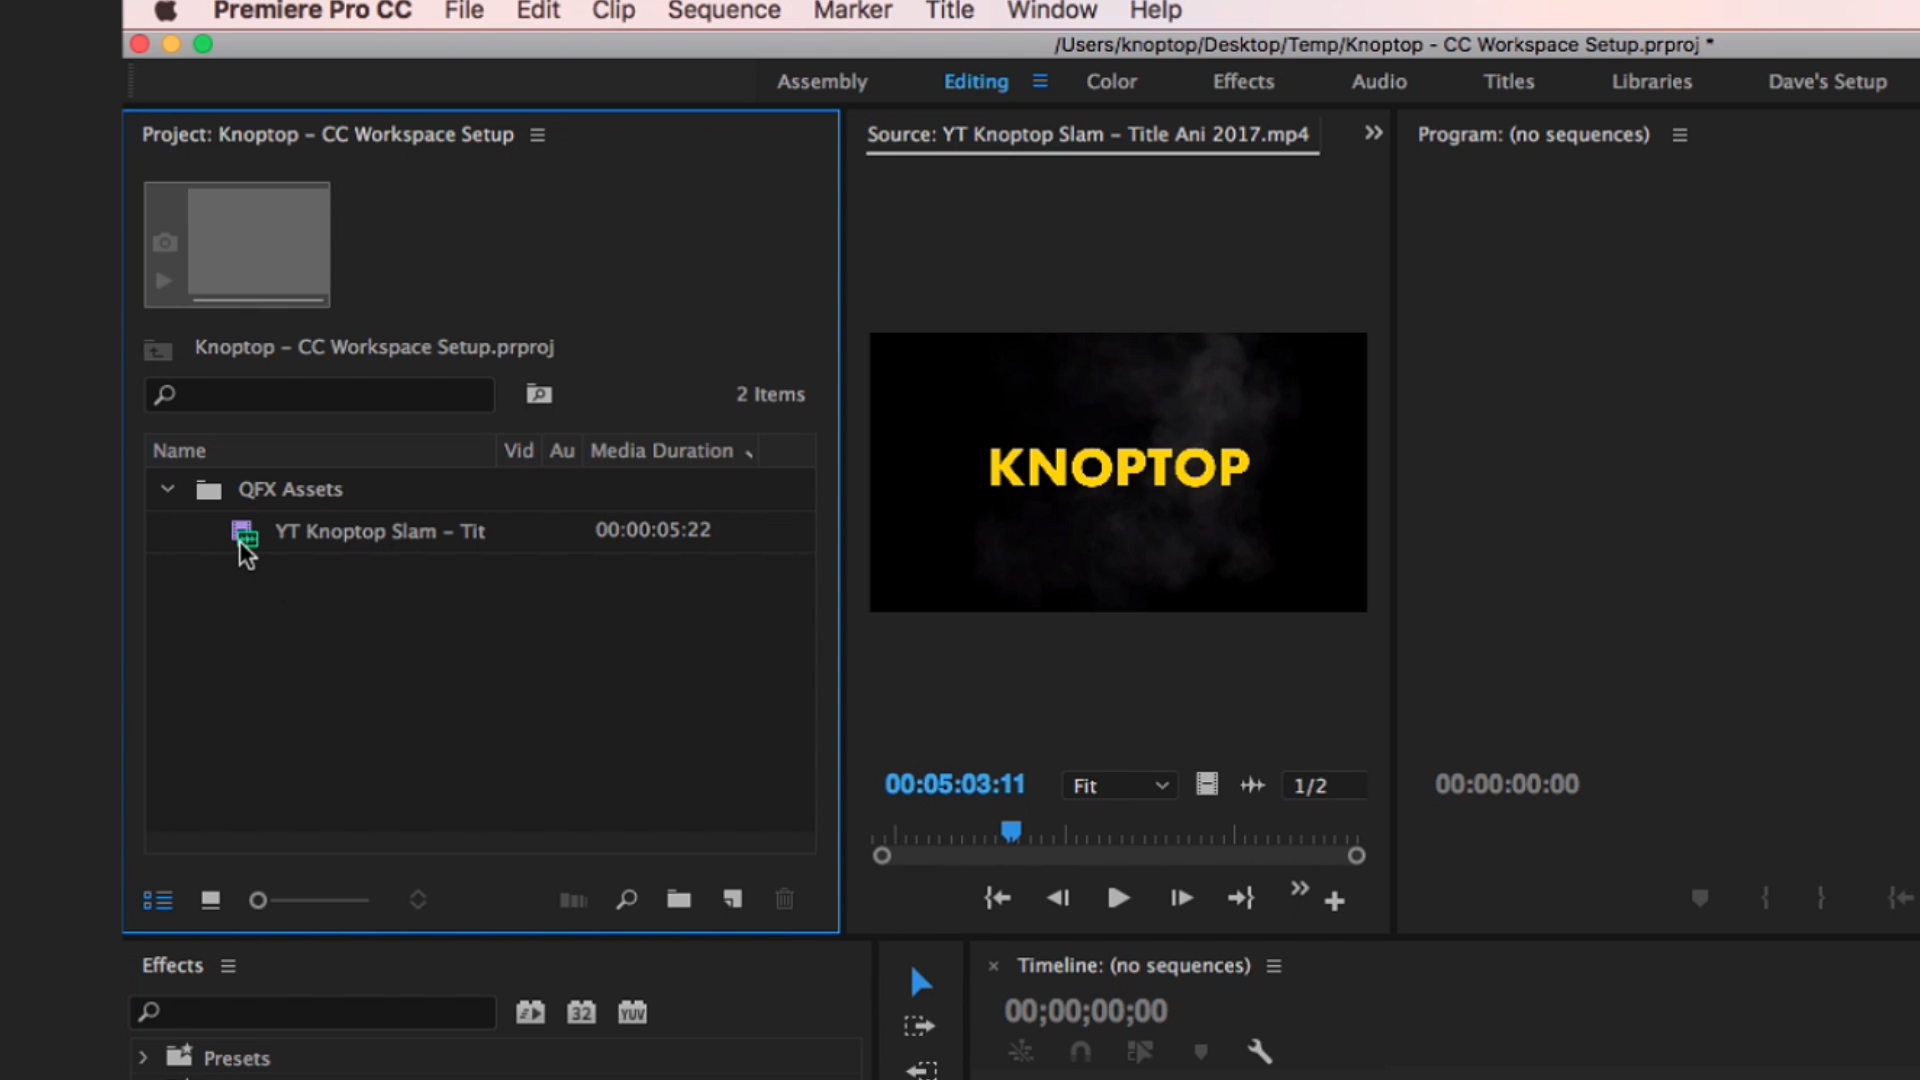 Premiere Pro CC File Edit Clip Sequence Marker Title Window Help
/Users/knoptop/Desktop/Temp/Knoptop - CC Workspace Setup.prproj *
Assembly Editing Color Effects Audio Titles Libraries Dave's Setup
Project: Knoptop – CC Workspace Setup
Source: YT Knoptop Slam – Title Ani 2017.mp4
Program: (no sequences)
Knoptop – CC Workspace Setup.prproj
2 Items
Name Vid Au Media Duration
QFX Assets
YT Knoptop Slam – Tit 00:00:05:22
KNOPTOP
00:05:03:11 Fit 1/2
00:00:00:00
Effects
Timeline: (no sequences)
32 YUV
00;00;00;00
Presets